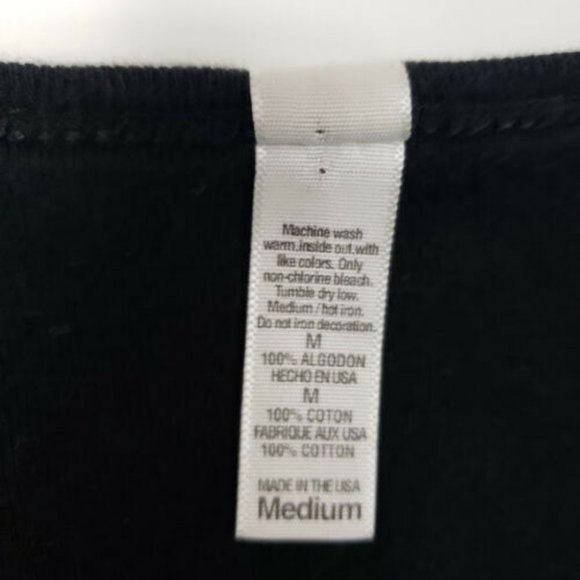 Machine wash
warm.inside out.with
like colors. Only
non-chlorine bleach.
Tumble dry low.
Medium/hot iron.
Do not iron decoration.
M
100% ALGODON
HECHO EN USA
M
100% COTON
FABRIQUE AUX USA
100% COTTON
MADE IN THE USA
Medium